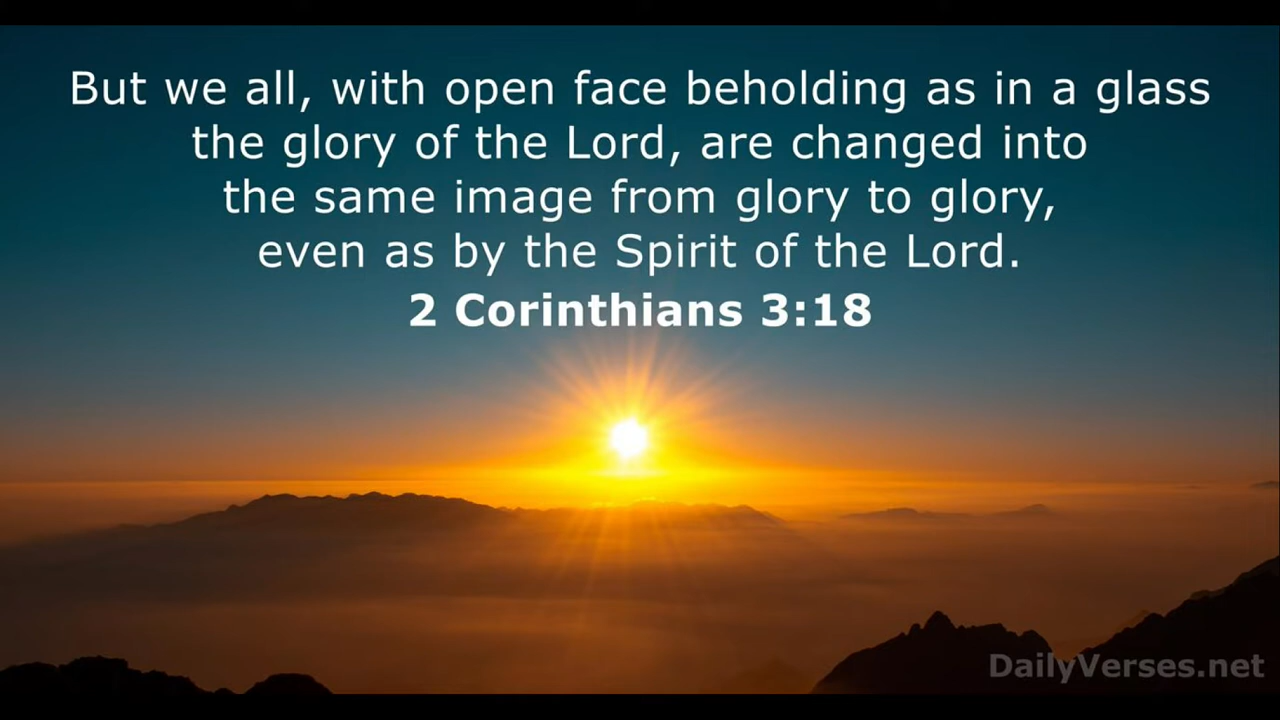 But we all, with open face beholding as in a glass
the glory of the Lord, are changed into
the same image from glory to glory,
even as by the Spirit of the Lord.
2 Corinthians 3:18
DailyVerses.net